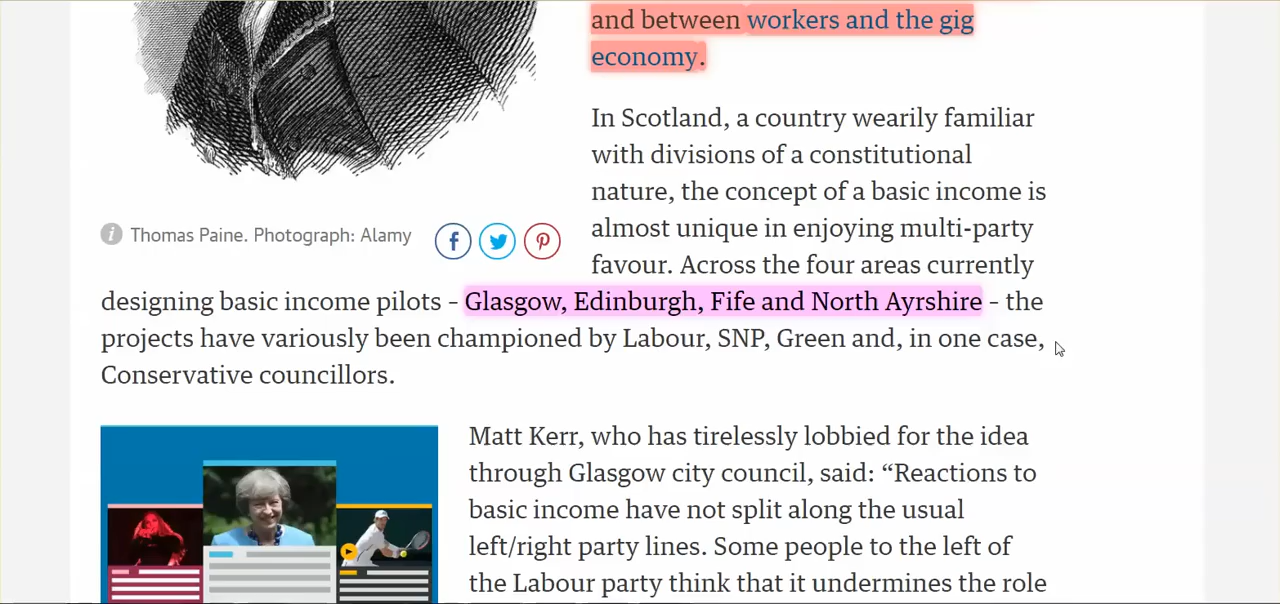 and between workers and the gig
economy.
In Scotland, a country wearily familiar
with divisions of a constitutional
nature, the concept of a basic income is
almost unique in enjoying multi-party
favour. Across the four areas currently
Thomas Paine. Photograph: Alamy
designing basic income pilots – Glasgow, Edinburgh, Fife and North Ayrshire – the
projects have variously been championed by Labour, SNP, Green and, in one case,
Conservative councillors.
Matt Kerr, who has tirelessly lobbied for the idea
through Glasgow city council, said: “Reactions to
basic income have not split along the usual
left/right party lines. Some people to the left of
the Labour party think that it undermines the role